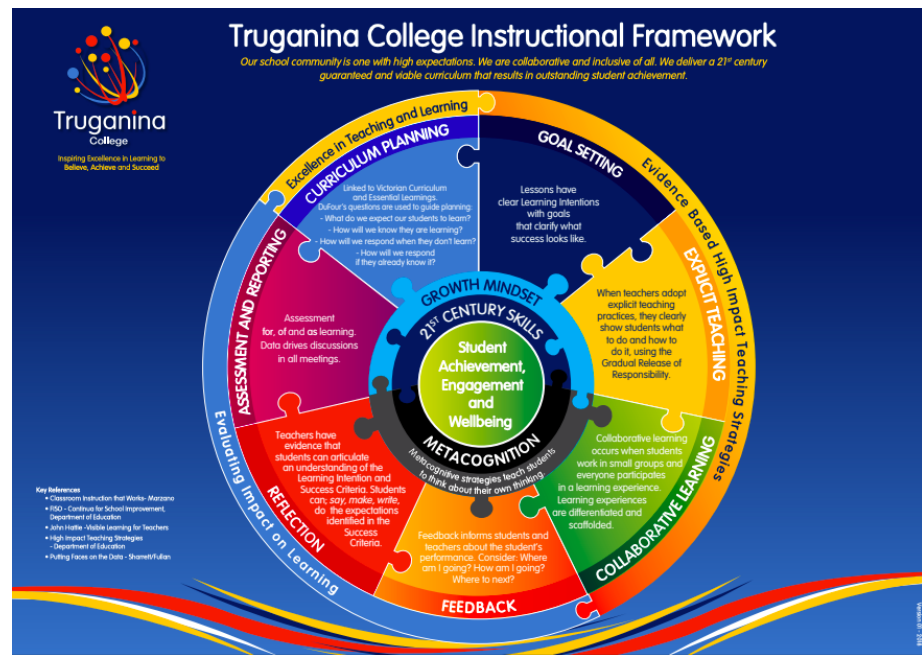 Truganina College Instructional Framework
Our school community is one with high expectations. We are collaborative and inclusive of all. We deliver a 21st century
guaranteed and viable curriculum that results in outstanding student achievement.
Truganina
College
Inspiring Excellence in Learning to
Believe, Achieve and Succeed
Excellence in Teaching and Learning
CURRICULUM PLANNING
Linked to Victorian Curriculum
and Essential Learnings.
DuFour's questions are used to guide planning:
- What do we expect our students to learn?
- How will we know they are learning?
- How will we respond when they don't learn?
- How will we respond
if they already know it?
Evidence Based High Impact Teaching Strategies
GOAL SETTING
Lessons have
clear Learning Intentions
with goals
that clarify what
success looks like.
EXPLICIT TEACHING
When teachers adopt
explicit teaching
practices, they clearly
show students what
to do and how to
do it, using the
Gradual Release of
Responsibility.
COLLABORATIVE LEARNING
Collaborative learning
occurs when students
work in small groups and
everyone participates
in a learning experience.
Learning experiences
are differentiated and
scaffolded.
FEEDBACK
Feedback informs students and
teachers about the student's
performance. Consider: Where
am I going? How am I going?
Where to next?
Evaluating Impact on Learning
REFLECTION
Teachers have
evidence that
students can articulate
an understanding of the
Learning Intention and
Success Criteria. Students
can; say, make, write,
do the expectations
identified in the
Success
Criteria.
ASSESSMENT AND REPORTING
Assessment
for, of and as learning.
Data drives discussions
in all meetings.
GROWTH MINDSET
21ST CENTURY SKILLS
Student
Achievement,
Engagement
and
Wellbeing
METACOGNITION
Metacognitive strategies teach students
to think about their own thinking.
Key References
• Classroom Instruction that Works- Marzano
• FISO - Continue for School Improvement,
Department of Education
• John Hattie -Visible Learning for Teachers
• High Impact Teaching Strategies
- Department of Education
• Putting Faces on the Data - Sharrett/Fullan